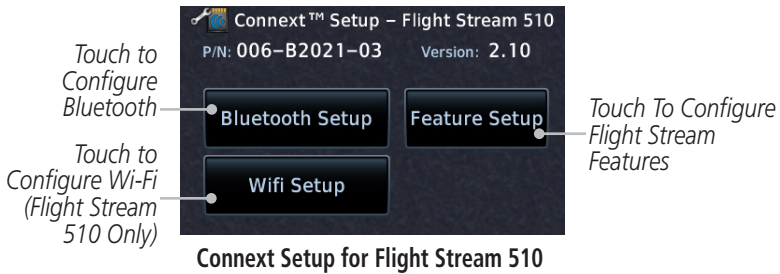 Connext™ Setup – Flight Stream 510
P/N: 006–B2021–03 Version: 2.10
Touch to
Configure
Bluetooth
Bluetooth Setup
Feature Setup
Touch To Configure
Flight Stream
Features
Touch to
Configure Wi-Fi
(Flight Stream
510 Only)
Wifi Setup
Connext Setup for Flight Stream 510